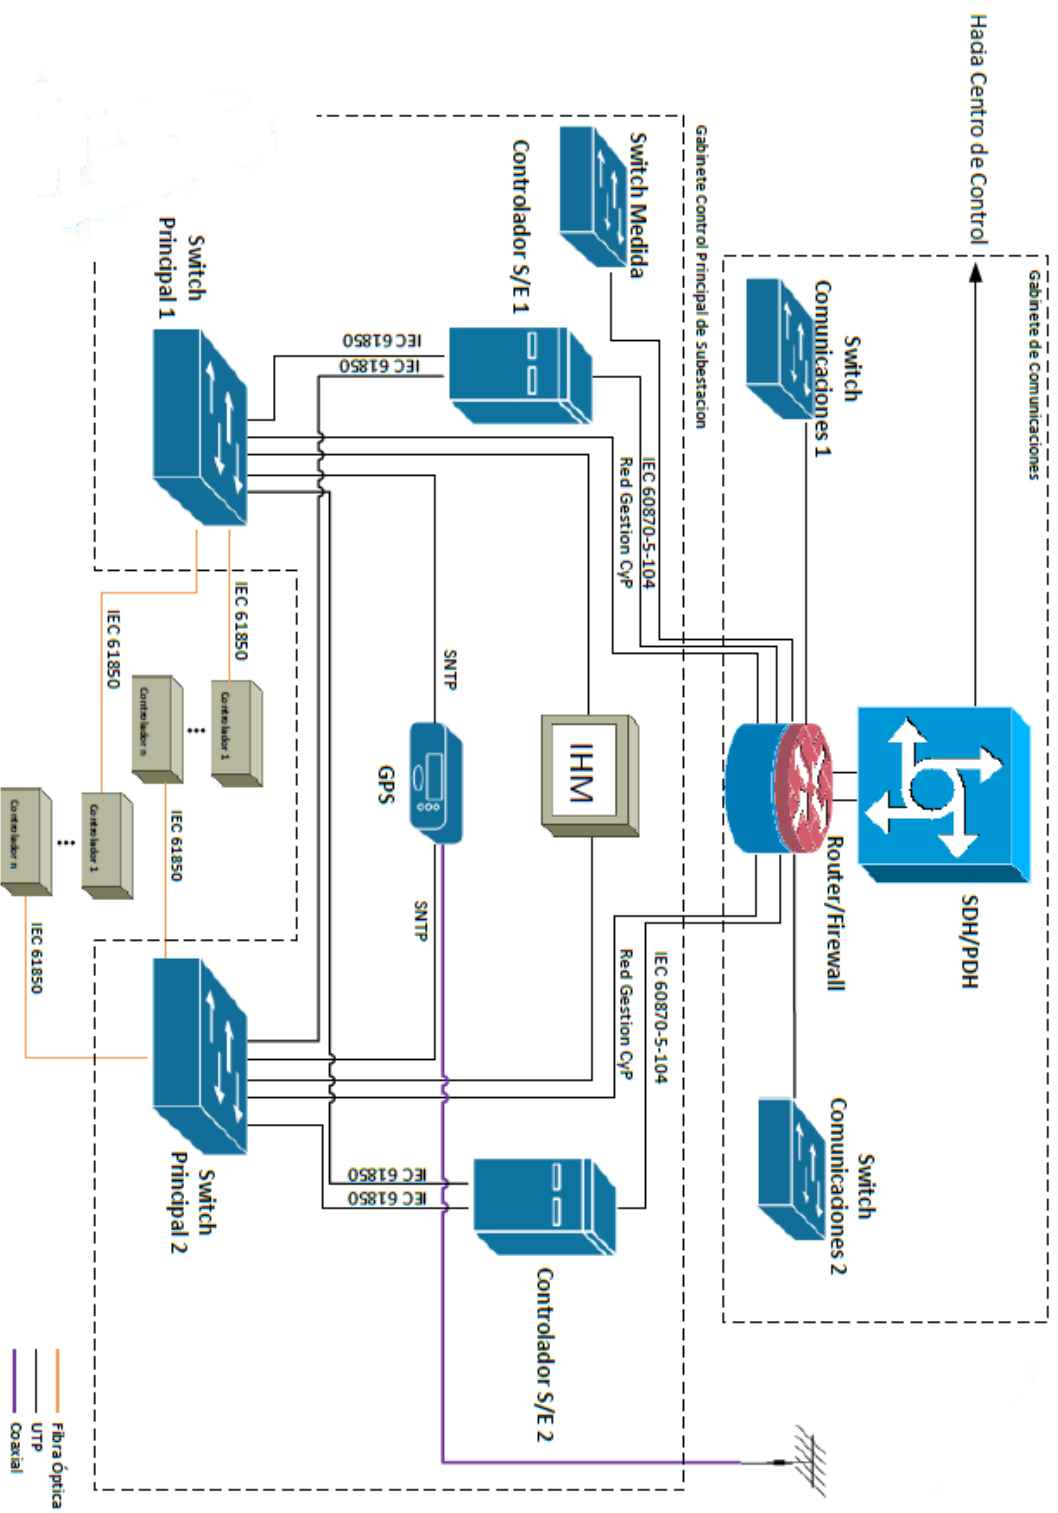 Hacia Centro de Control
Gabinete de Comunicaciones
SDH/PDH
Switch
Comunicaciones 1
Router/Firewall
Switch
Comunicaciones 2
Gabinete Control Principal de Subestacion
Switch Medida
IEC 60870-5-104
Red Gestion CyP
IEC 60870-5-104
Red Gestion CyP
Controlador S/E 1
IHM
Controlador S/E 2
IEC 61850
IEC 61850
SNTP
GPS
SNTP
IEC 61850
IEC 61850
Switch
Principal 1
Switch
Principal 2
IEC 61850
Controlador 1
Controlador n
IEC 61850
IEC 61850
Controlador 1
Controlador n
IEC 61850
Fibra Óptica
UTP
Coaxial